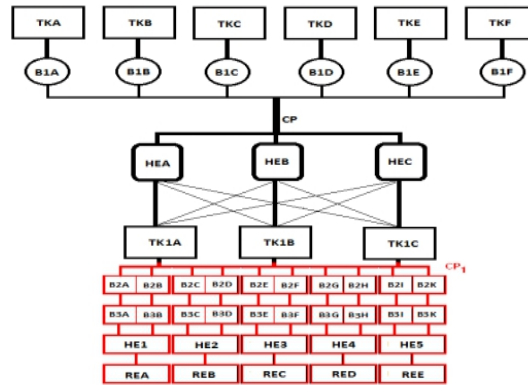 TKA TKB TKC TKD TKE TKF
B1A B1B B1C B1D B1E B1F
CP
HEA HEB HEC
TK1A TK1B TK1C
CP1
B2A B2B B2C B2D B2E B2F B2G B2H B2I B2K
B3A B3B B3C B3D B3E B3F B3G B3H B3I B3K
HE1 HE2 HE3 HE4 HE5
REA REB REC RED REE